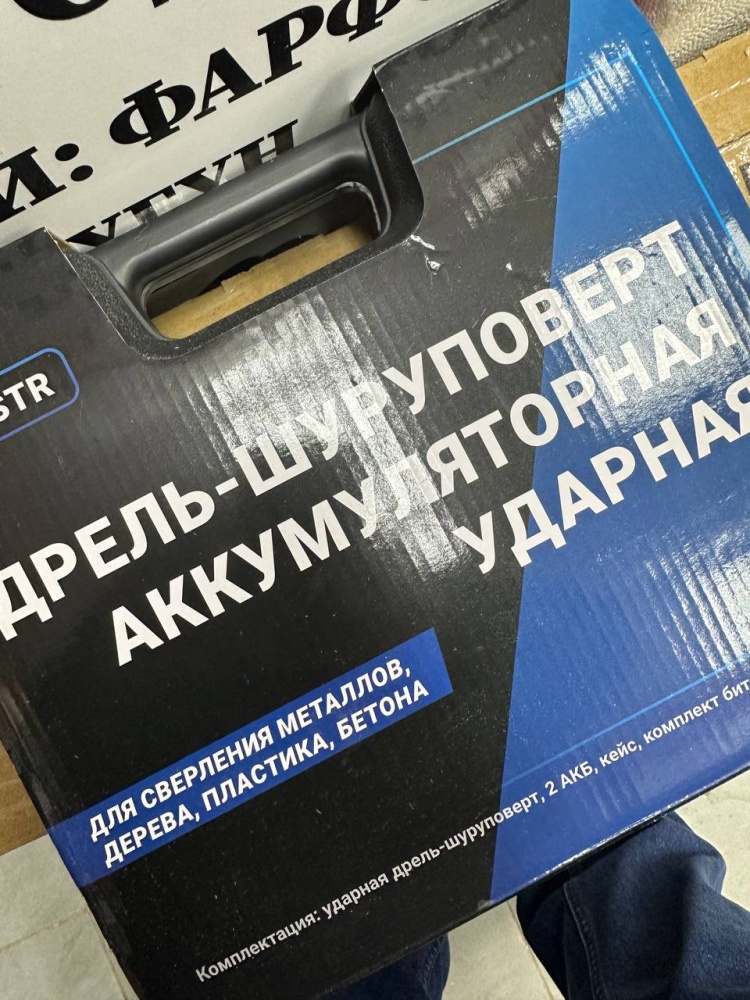 Й: ФАРФ
STR
ДРЕЛЬ-ШУРУПОВЕРТ
АККУМУЛЯТОРНАЯ
УДАРНАЯ
ДЛЯ СВЕРЛЕНИЯ МЕТАЛЛОВ,
ДЕРЕВА, ПЛАСТИКА, БЕТОНА
Комплектация: ударная дрель-шуруповерт, 2 АКБ, кейс, комплект бит